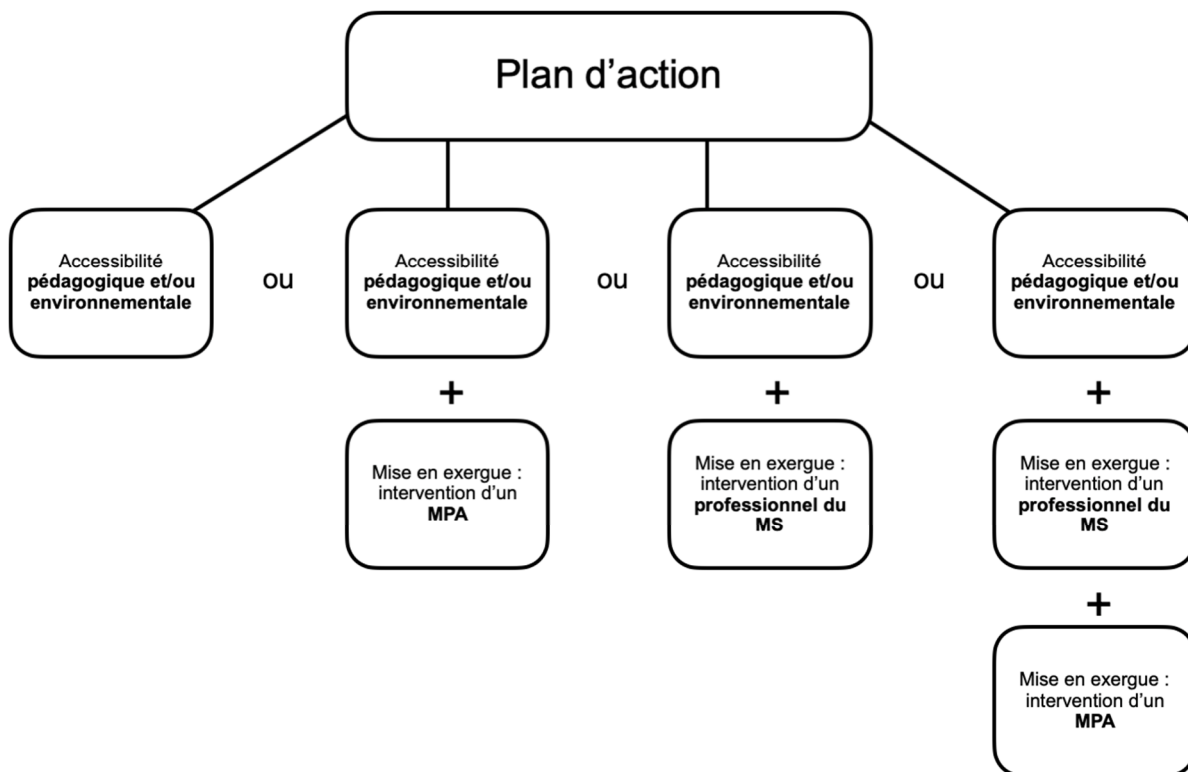 Plan d’action
Accessibilité
pédagogique et/ou
environnementale
ou
Accessibilité
pédagogique et/ou
environnementale
ou
Accessibilité
pédagogique et/ou
environnementale
ou
Accessibilité
pédagogique et/ou
environnementale
+
+
+
Mise en exergue :
intervention d’un
MPA
Mise en exergue :
intervention d’un
professionnel du
MS
Mise en exergue :
intervention d’un
professionnel du
MS
+
Mise en exergue :
intervention d’un
MPA